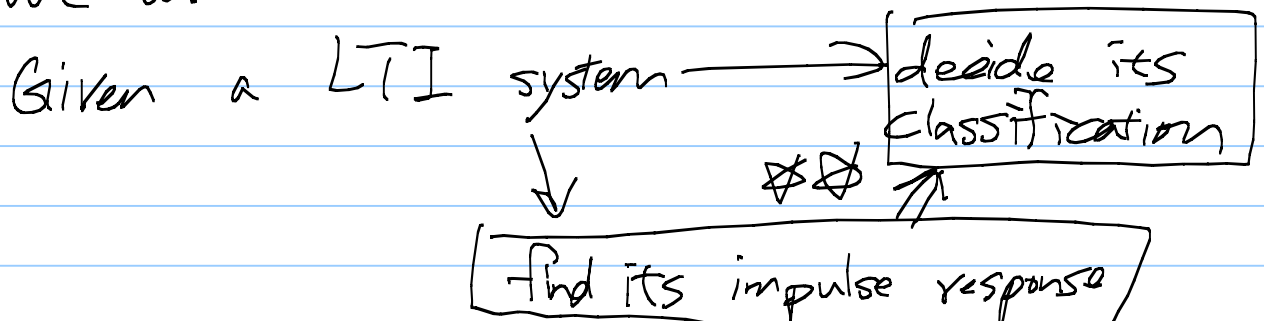 Given a LTI system → decide its
classification
☆☆
find its impulse response